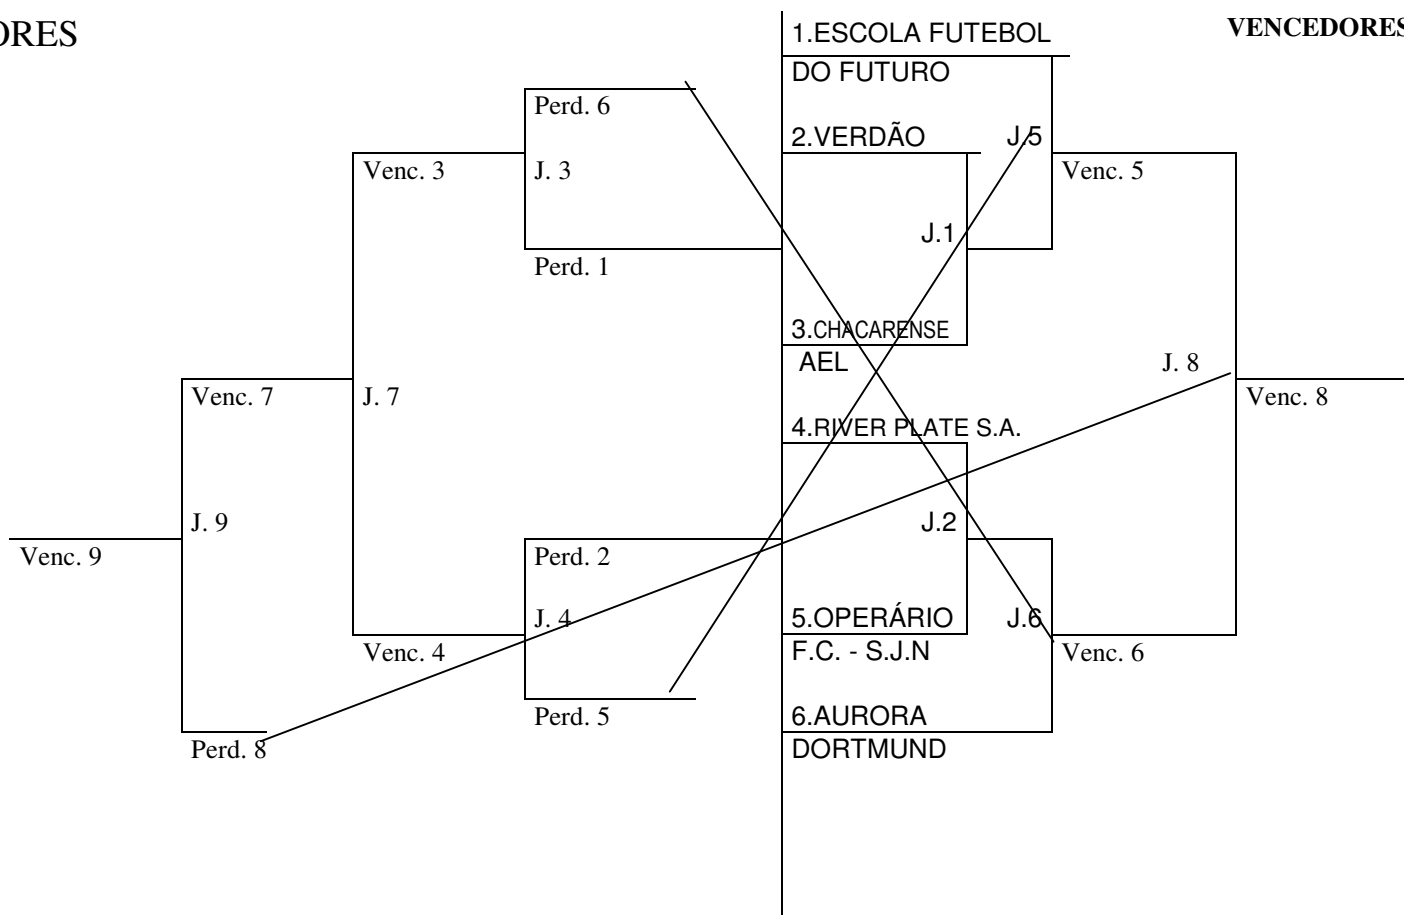 ORES
VENCEDORES
1.ESCOLA FUTEBOL
DO FUTURO
Perd. 6
2.VERDÃO
J.5
Venc. 3
J. 3
Venc. 5
J.1
Perd. 1
3.CHACARENSE
AEL
J. 8
Venc. 7
J. 7
Venc. 8
4.RIVER PLATE S.A.
J. 9
J.2
Venc. 9
Perd. 2
J. 4
5.OPERÁRIO
J.6
Venc. 4
F.C. - S.J.N
Venc. 6
Perd. 5
6.AURORA
Perd. 8
DORTMUND